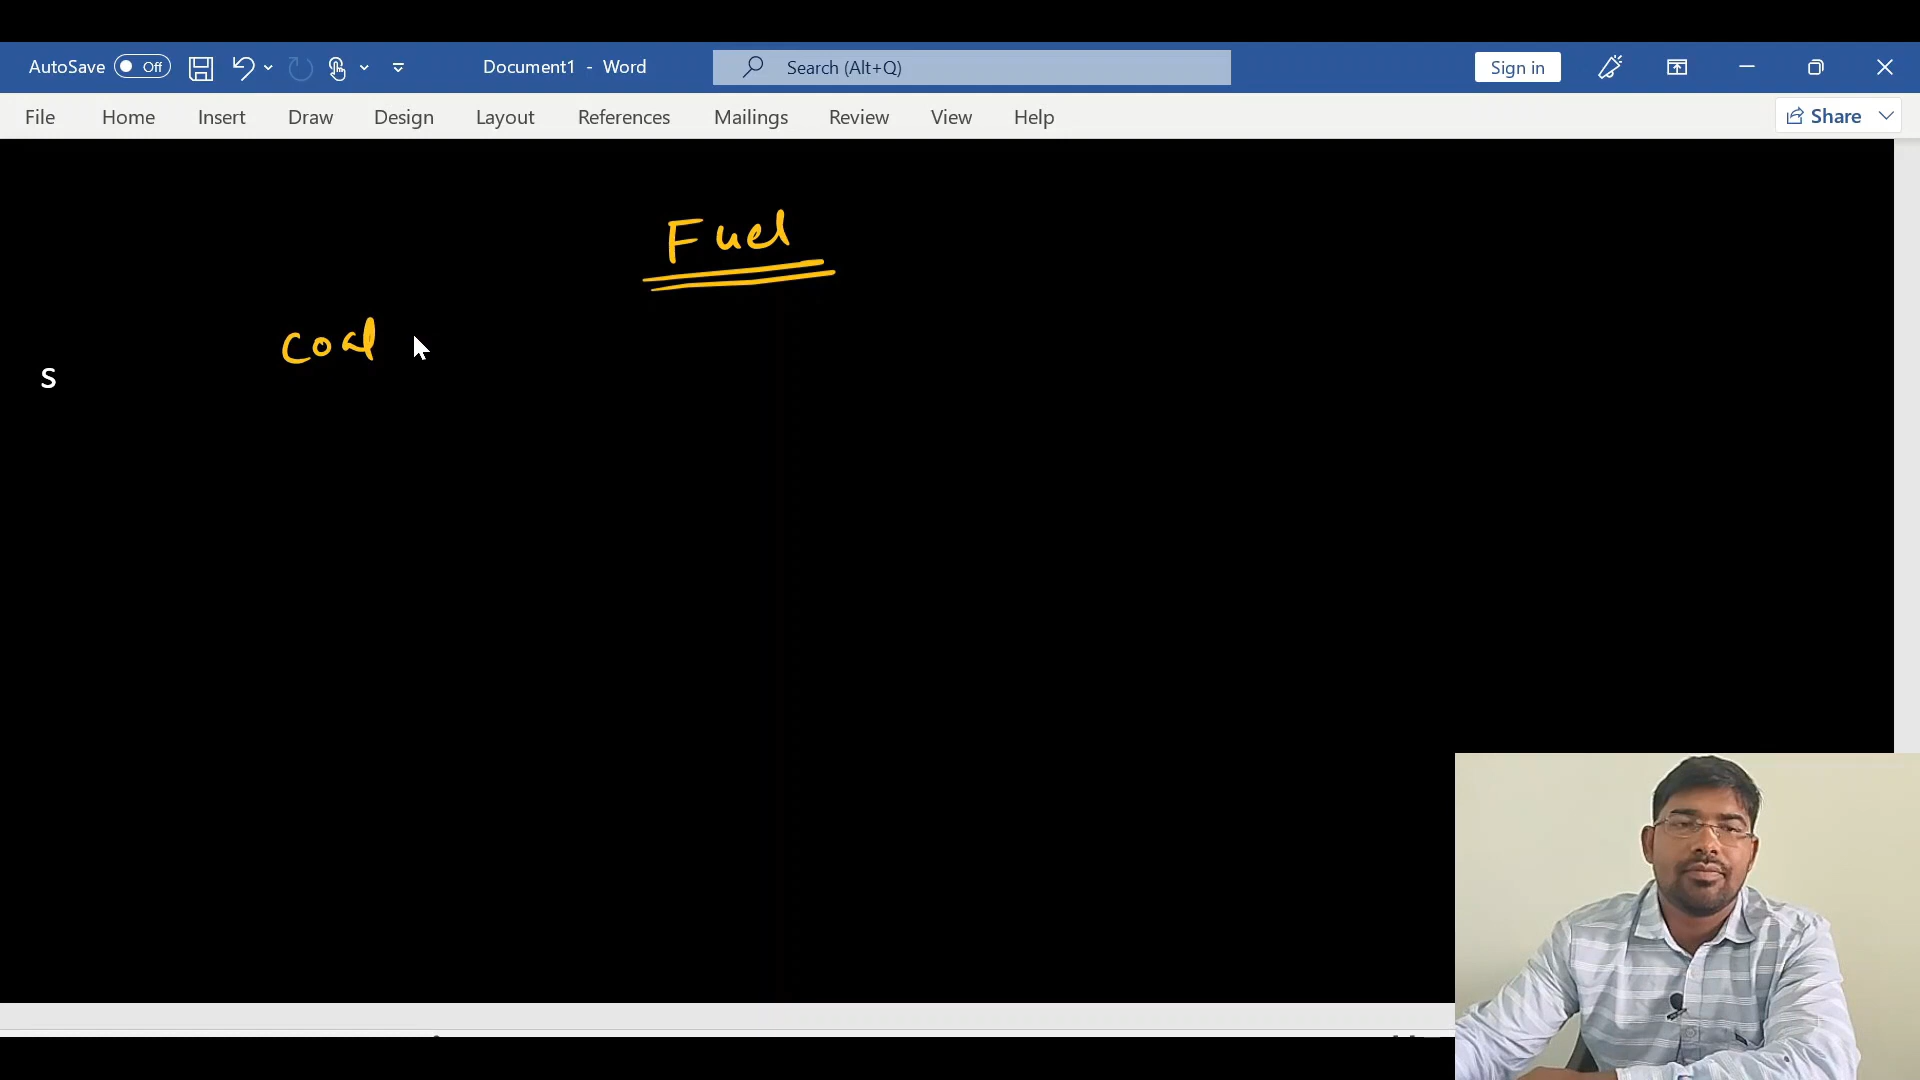 AutoSave Off Document1 - Word Search (Alt+Q) Sign in
File Home Insert Draw Design Layout References Mailings Review View Help Share
Fuel
Coal
s